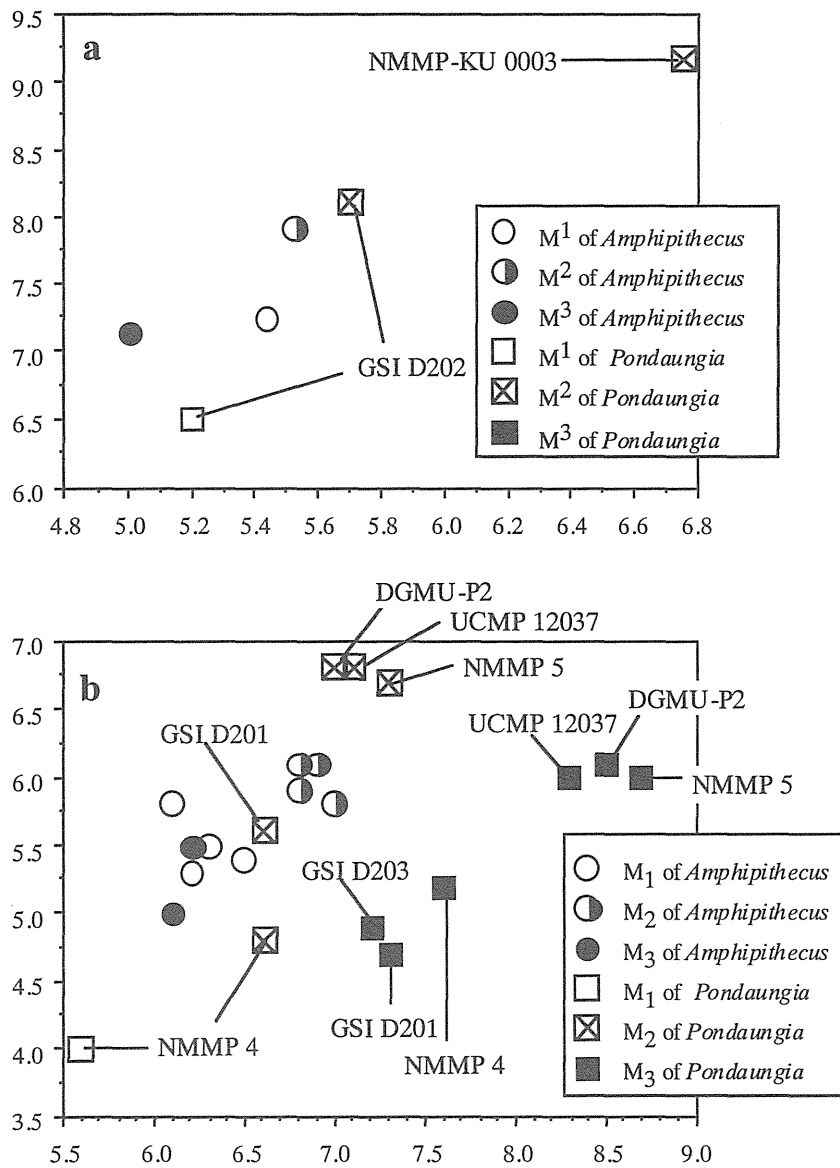 a
9.5
9.0
8.5
8.0
7.5
7.0
6.5
6.0
4.8 5.0 5.2 5.4 5.6 5.8 6.0 6.2 6.4 6.6 6.8
NMMP-KU 0003
GSI D202
M1 of Amphipithecus
M2 of Amphipithecus
M3 of Amphipithecus
M1 of Pondaungia
M2 of Pondaungia
M3 of Pondaungia
b
7.0
6.5
6.0
5.5
5.0
4.5
4.0
3.5
5.5 6.0 6.5 7.0 7.5 8.0 8.5 9.0
DGMU-P2
UCMP 12037
NMMP 5
GSI D201
UCMP 12037
DGMU-P2
NMMP 5
GSI D203
GSI D201
NMMP 4
NMMP 4
M1 of Amphipithecus
M2 of Amphipithecus
M3 of Amphipithecus
M1 of Pondaungia
M2 of Pondaungia
M3 of Pondaungia